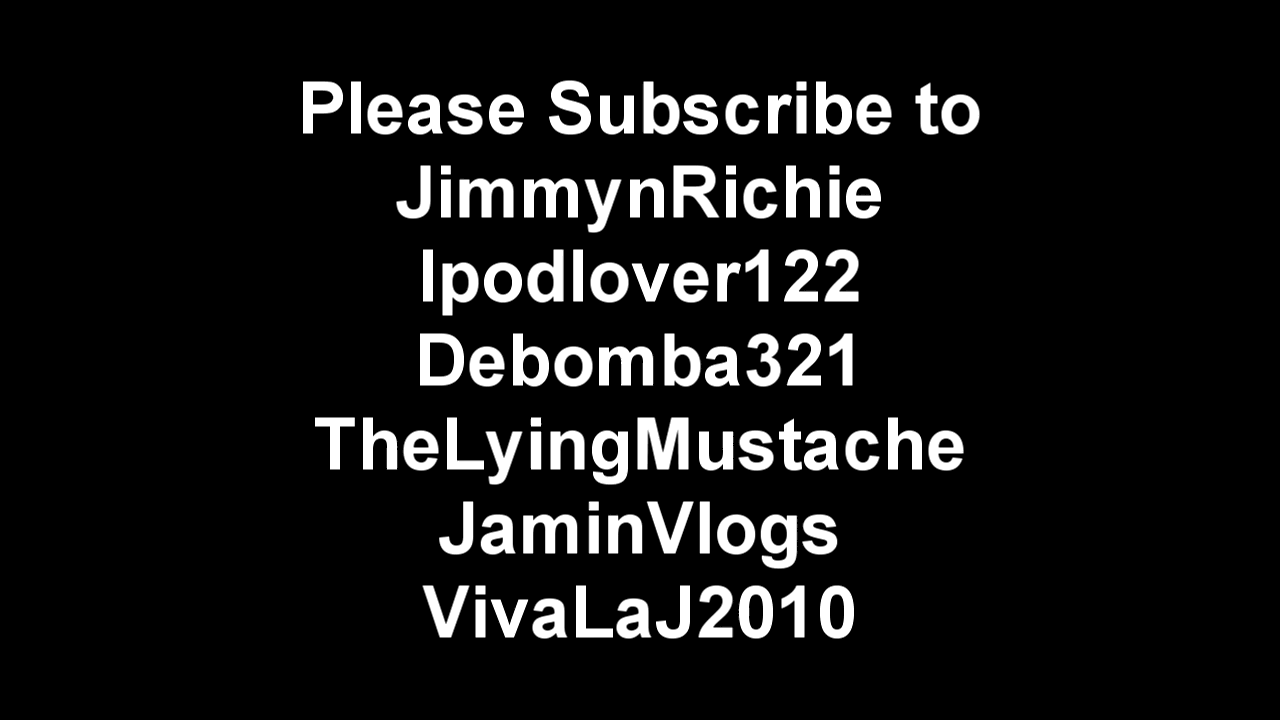 Please Subscribe to
JimmynRichie
Ipodlover122
Debomba321
TheLyingMustache
JaminVlogs
VivaLaJ2010